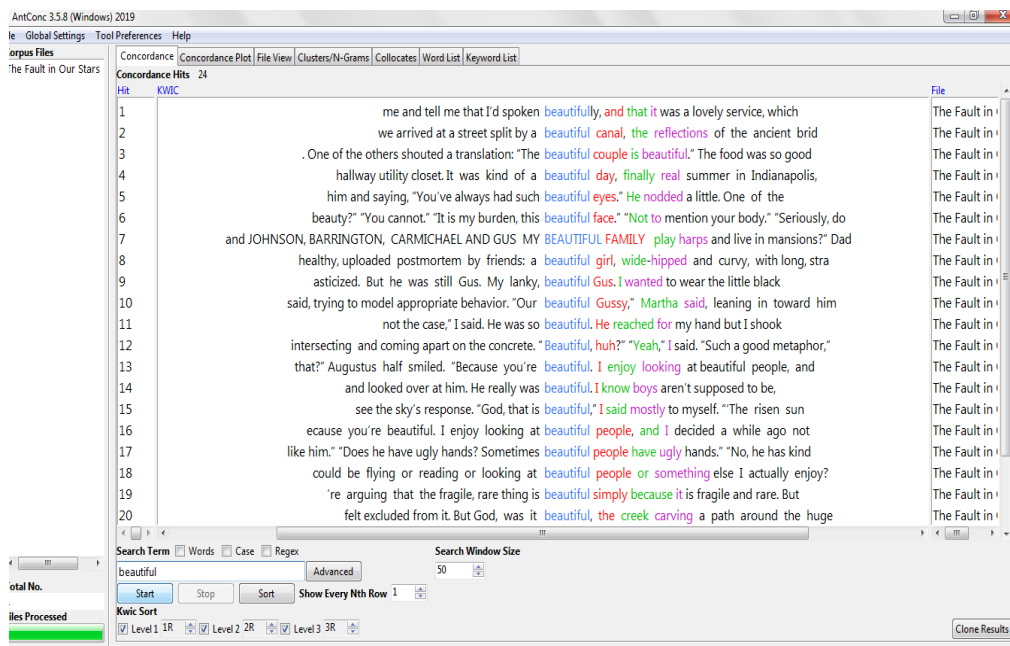 AntConc 3.5.8 (Windows) 2019
le Global Settings Tool Preferences Help
orpus Files
The Fault in Our Stars
Concordance Concordance Plot File View Clusters/N-Grams Collocates Word List Keyword List
Concordance Hits 24
Hit KWIC File
1 me and tell me that I'd spoken beautifully, and that it was a lovely service, which The Fault in
2 we arrived at a street split by a beautiful canal, the reflections of the ancient brid The Fault in
3 . One of the others shouted a translation: "The beautiful couple is beautiful." The food was so good The Fault in
4 hallway utility closet. It was kind of a beautiful day, finally real summer in Indianapolis, The Fault in
5 him and saying, "You've always had such beautiful eyes." He nodded a little. One of the The Fault in
6 beauty?" "You cannot." "It is my burden, this beautiful face." "Not to mention your body." "Seriously, do The Fault in
7 and JOHNSON, BARRINGTON, CARMICHAEL AND GUS MY BEAUTIFUL FAMILY play harps and live in mansions?" Dad The Fault in
8 healthy, uploaded postmortem by friends: a beautiful girl, wide-hipped and curvy, with long, stra The Fault in
9 asticized. But he was still Gus. My lanky, beautiful Gus. I wanted to wear the little black The Fault in
10 said, trying to model appropriate behavior. "Our beautiful Gussy," Martha said, leaning in toward him The Fault in
11 not the case," I said. He was so beautiful. He reached for my hand but I shook The Fault in
12 intersecting and coming apart on the concrete. "Beautiful, huh?" "Yeah," I said. "Such a good metaphor," The Fault in
13 that?" Augustus half smiled. "Because you're beautiful. I enjoy looking at beautiful people, and The Fault in
14 and looked over at him. He really was beautiful. I know boys aren't supposed to be, The Fault in
15 see the sky's response. "God, that is beautiful," I said mostly to myself. "'The risen sun The Fault in
16 ecause you're beautiful. I enjoy looking at beautiful people, and I decided a while ago not The Fault in
17 like him." "Does he have ugly hands? Sometimes beautiful people have ugly hands." "No, he has kind The Fault in
18 could be flying or reading or looking at beautiful people or something else I actually enjoy? The Fault in
19 're arguing that the fragile, rare thing is beautiful simply because it is fragile and rare. But The Fault in
20 felt excluded from it. But God, was it beautiful, the creek carving a path around the huge The Fault in
Search Term Words Case Regex Search Window Size
beautiful Advanced 50
otal No.
Start Stop Sort Show Every Nth Row 1
iles Processed
Kwic Sort
Level 1 1R Level 2 2R Level 3 3R Clone Results